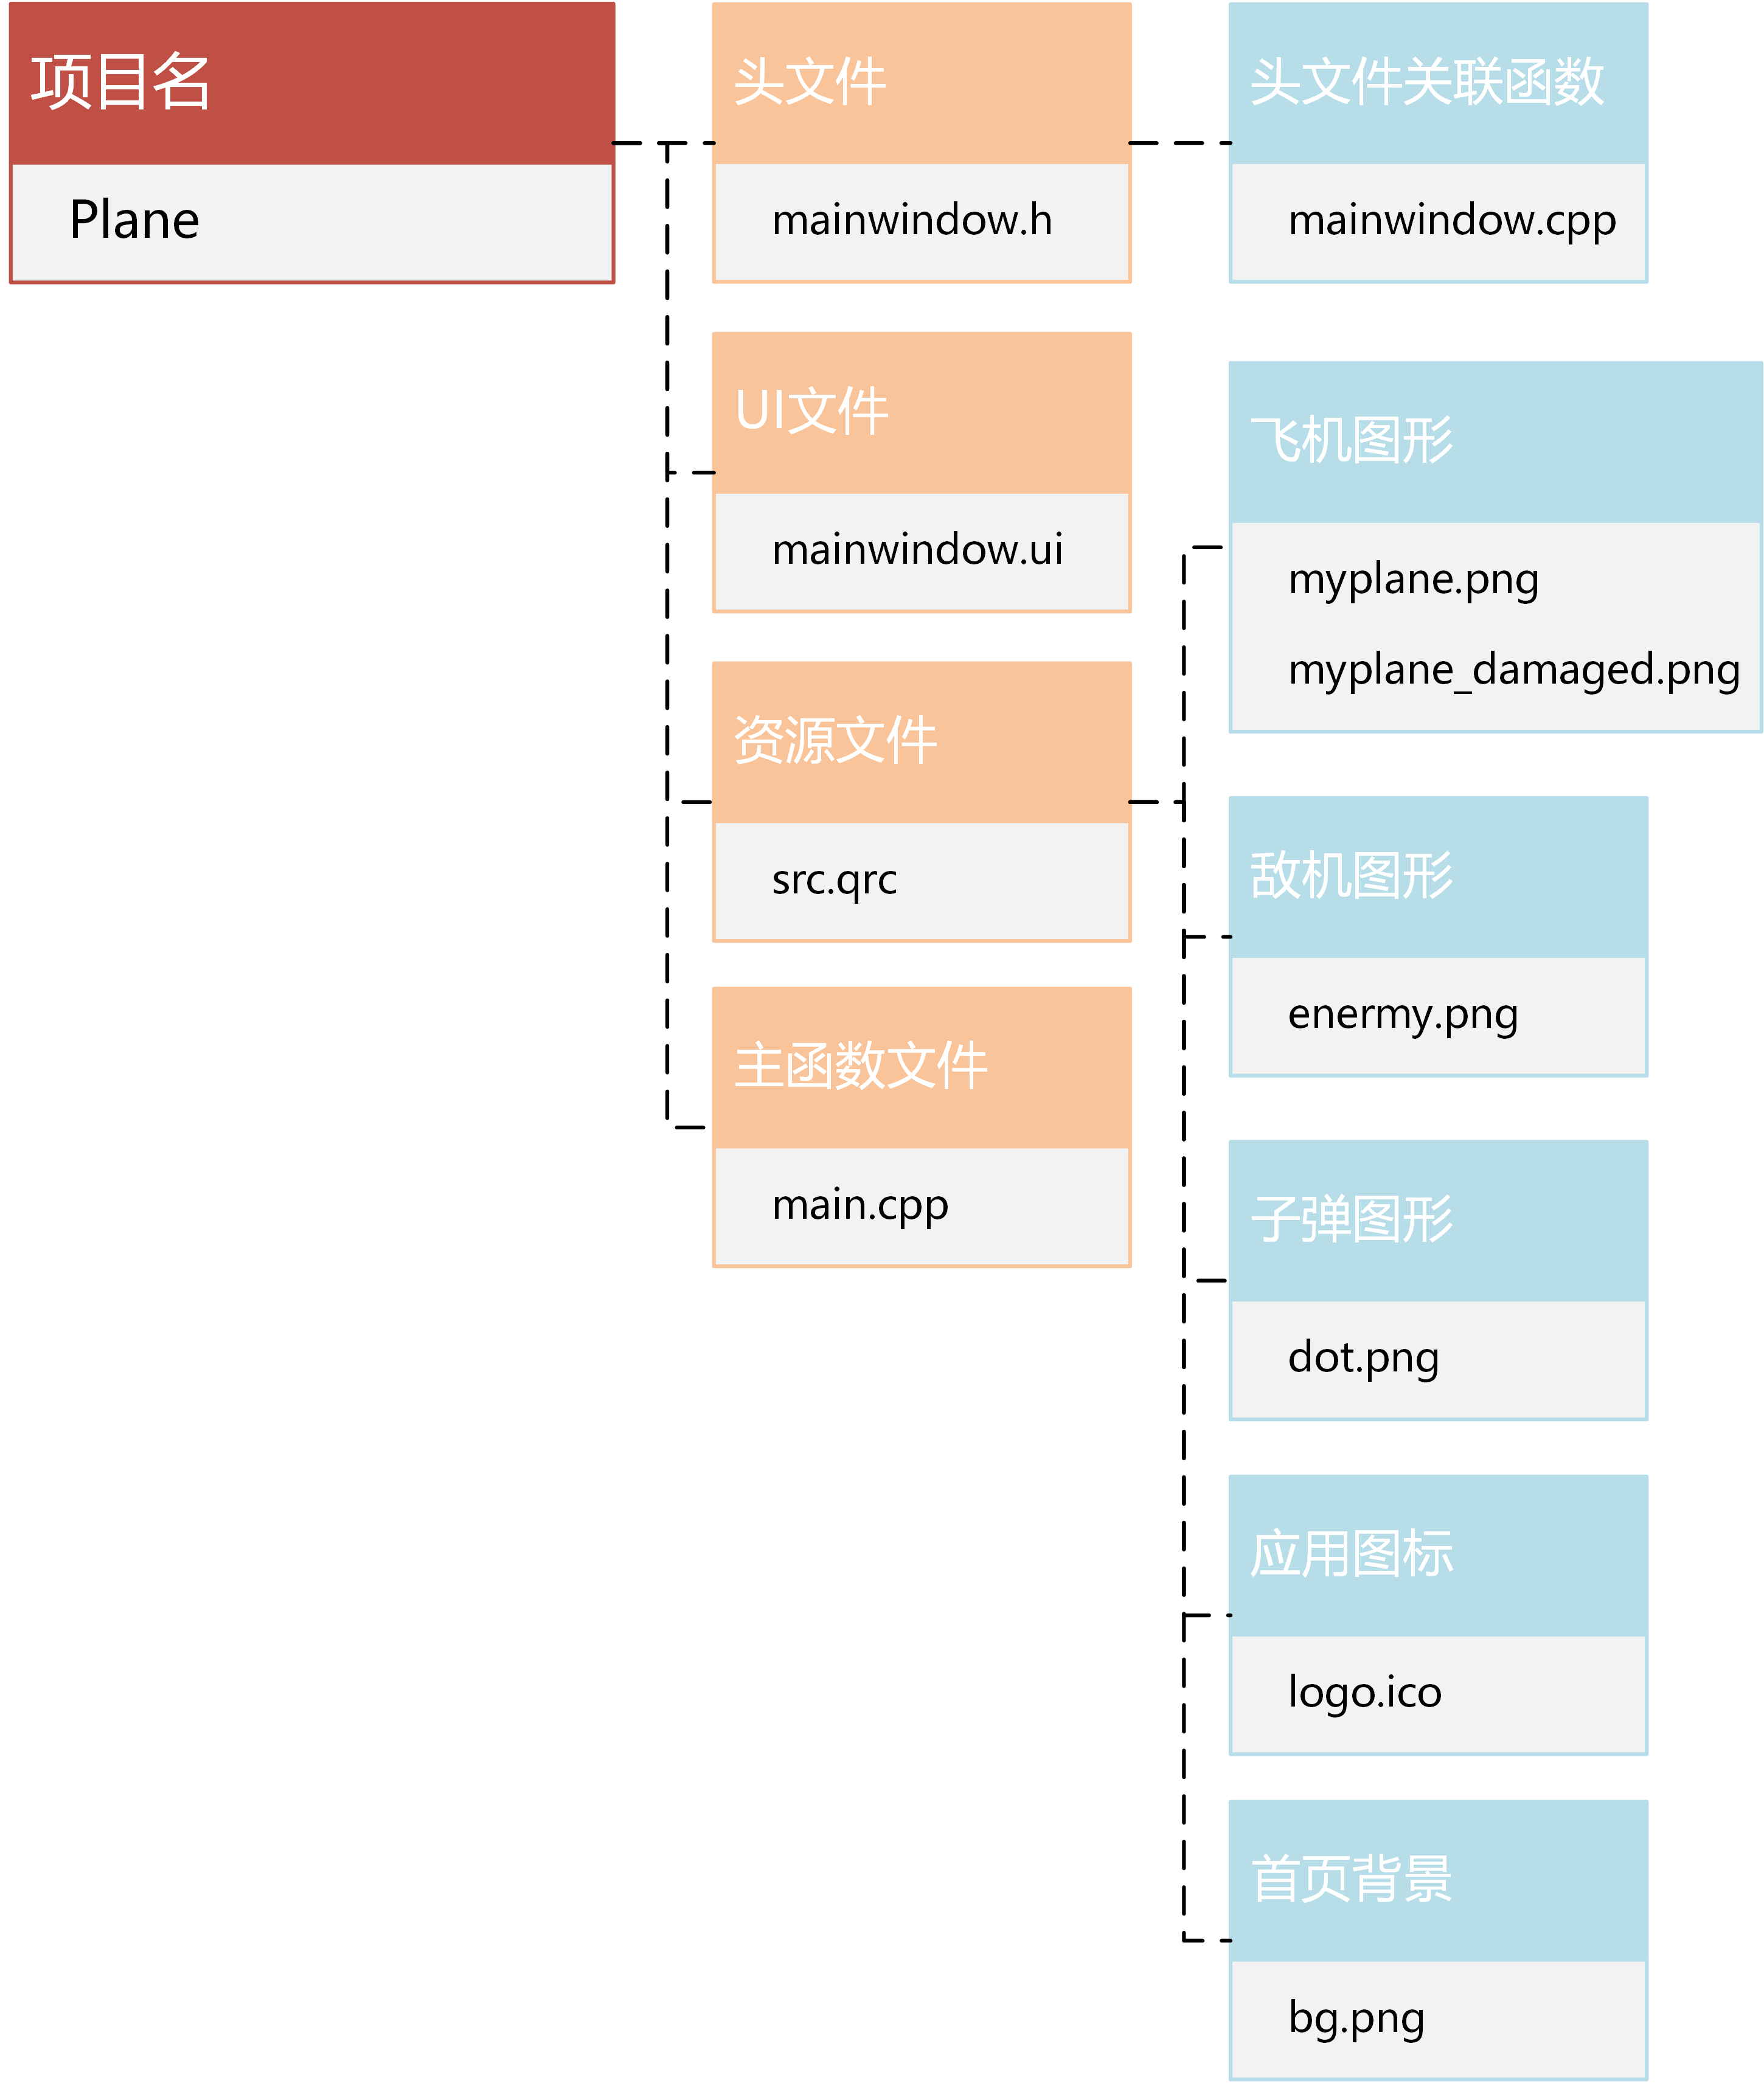 项目名
Plane
头文件
mainwindow.h
头文件关联函数
mainwindow.cpp
UI文件
mainwindow.ui
资源文件
src.qrc
主函数文件
main.cpp
飞机图形
myplane.png
myplane_damaged.png
敌机图形
enermy.png
子弹图形
dot.png
应用图标
logo.ico
首页背景
bg.png